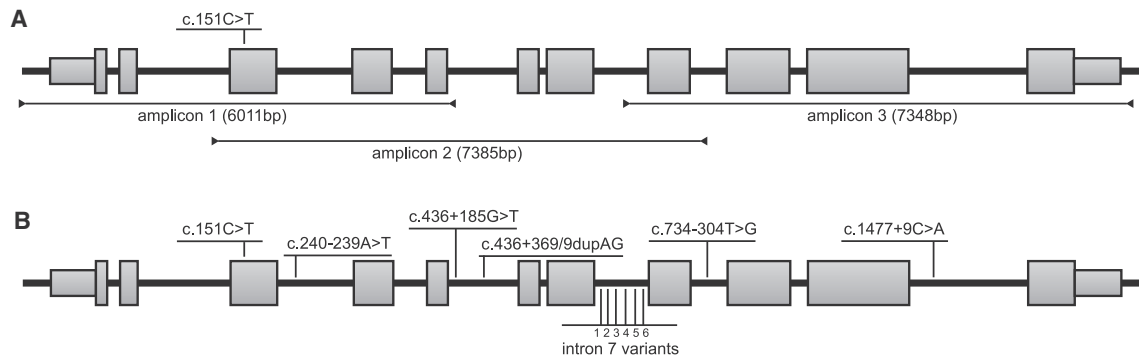 A
c.151C>T
amplicon 1 (6011bp)
amplicon 3 (7348bp)
amplicon 2 (7385bp)
B
c.151C>T
c.240-239A>T
c.436+185G>T
c.436+369/9dupAG
c.734-304T>G
c.1477+9C>A
1 2 3 4 5 6
intron 7 variants